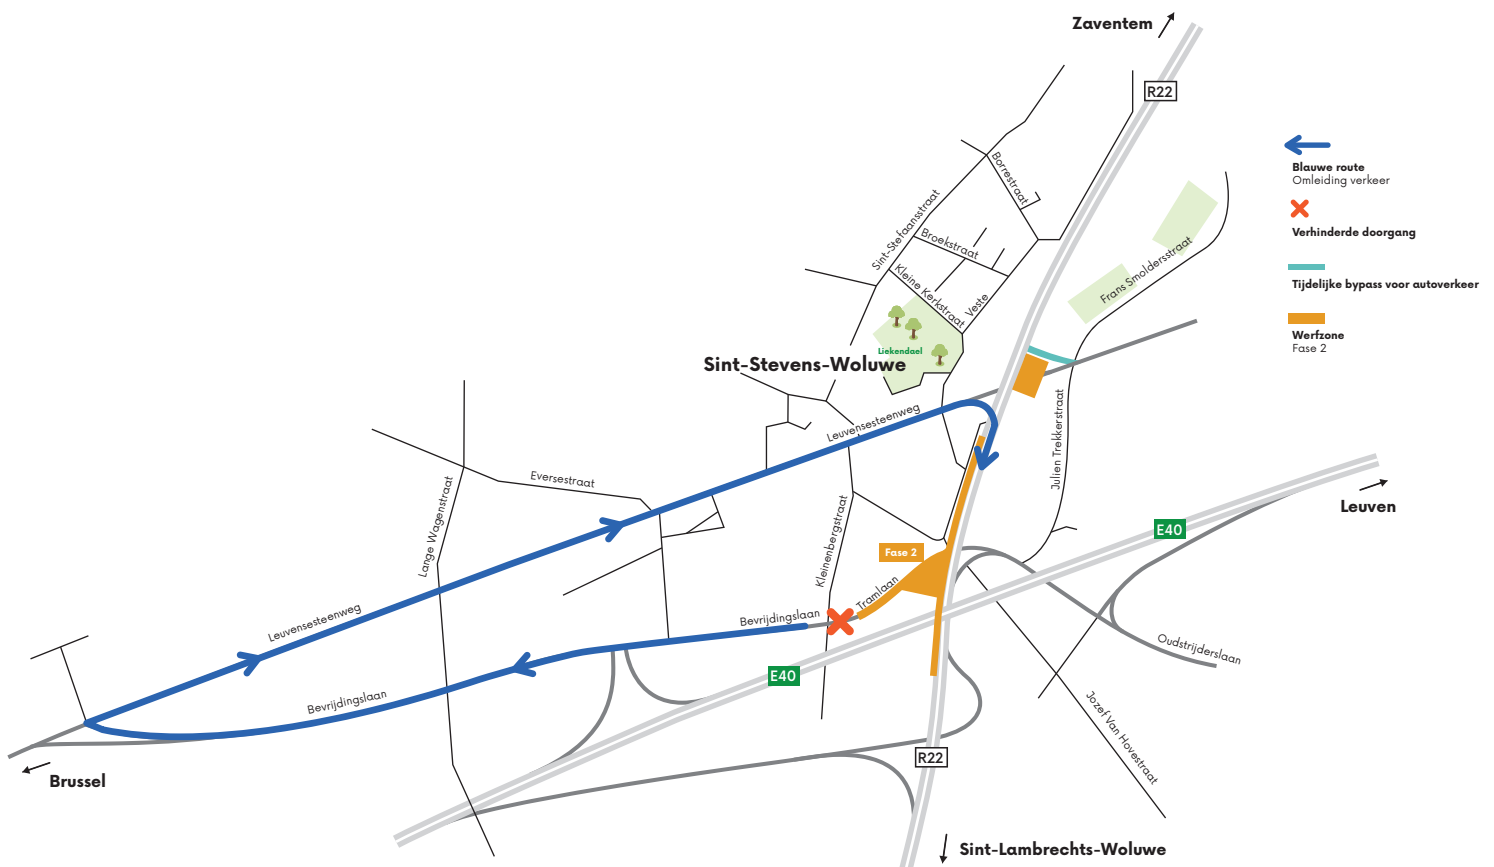 Zaventem
R22
Blauwe route
Omleiding verkeer
Verhinderde doorgang
Tijdelijke bypass voor autoverkeer
Werfzone
Fase 2
Borrestraat
Sint-Stefaansstraat
Broekstraat
Kleine Kerkstraat
Veste
Frans Smoldersstraat
Liekendael
Sint-Stevens-Woluwe
Leuvensesteenweg
Julien Trekkerstraat
Eversestraat
Lange Wagenstraat
Kleinenbergstraat
Leuven
E40
Fase 2
Tramlaan
Leuvensesteenweg
Bevrijdingslaan
Oudstrijderslaan
E40
Bevrijdingslaan
Jozef Van Hovestraat
R22
Brussel
Sint-Lambrechts-Woluwe